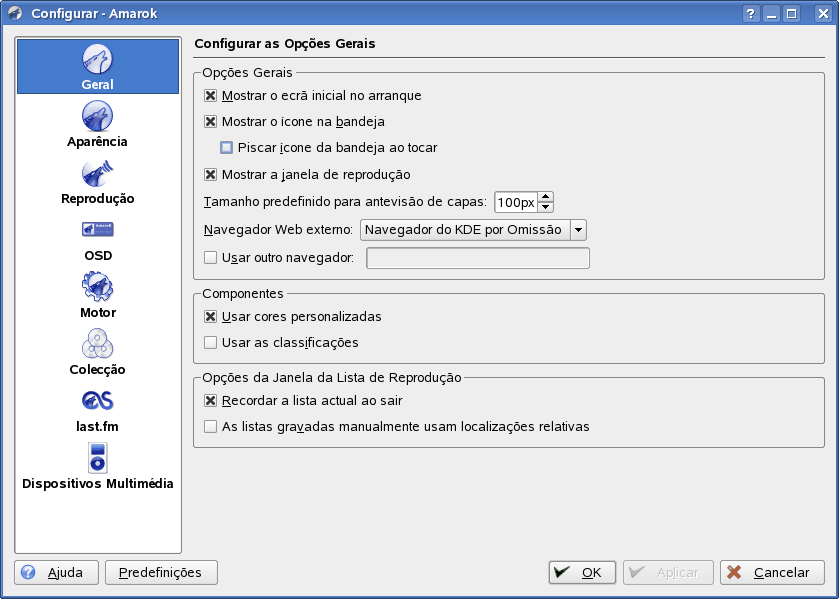 Configurar - Amarok
Geral
Aparência
Reprodução
OSD
Motor
Colecção
last.fm
Dispositivos Multimédia
Configurar as Opções Gerais
Opções Gerais
Mostrar o ecrã inicial no arranque
Mostrar o ícone na bandeja
Piscar ícone da bandeja ao tocar
Mostrar a janela de reprodução
Tamanho predefinido para antevisão de capas: 100px
Navegador Web externo: Navegador do KDE por Omissão
Usar outro navegador:
Componentes
Usar cores personalizadas
Usar as classificações
Opções da Janela da Lista de Reprodução
Recordar a lista actual ao sair
As listas gravadas manualmente usam localizações relativas
Ajuda Predefinições OK Aplicar Cancelar